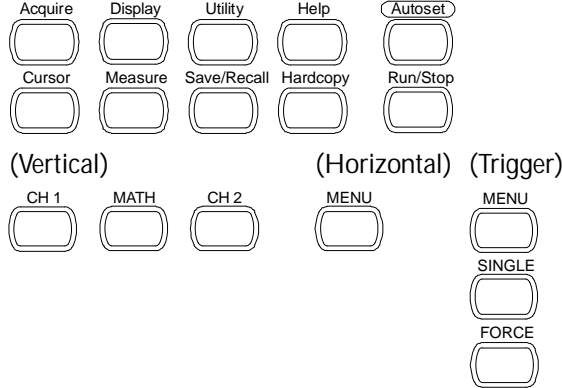 Acquire Display Utility Help Autoset
Cursor Measure Save/Recall Hardcopy Run/Stop
(Vertical) (Horizontal) (Trigger)
CH 1 MATH CH 2 MENU MENU
SINGLE
FORCE